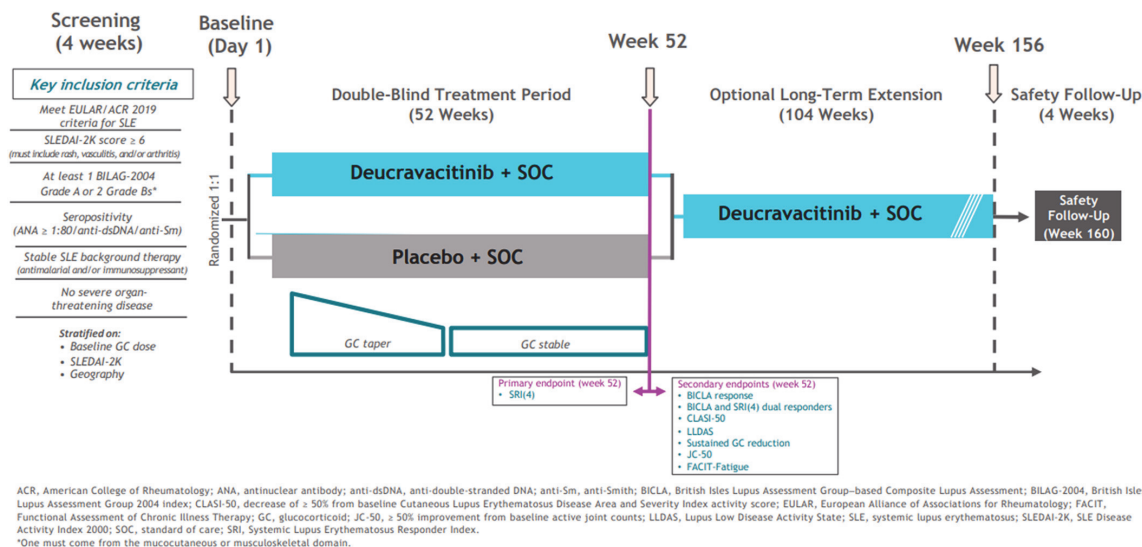 Screening
(4 weeks)
Baseline
(Day 1)
Week 52
Week 156
Key inclusion criteria
Meet EULAR/ACR 2019
criteria for SLE
SLEDAI-2K score ≥ 6
(must include rash, vasculitis, and/or arthritis)
At least 1 BILAG-2004
Grade A or 2 Grade Bs*
Seropositivity
(ANA ≥ 1:80/anti-dsDNA/anti-Sm)
Stable SLE background therapy
(antimalarial and/or immunosuppressant)
No severe organ-
threatening disease
Stratified on:
• Baseline GC dose
• SLEDAI-2K
• Geography
Randomized 1:1
Double-Blind Treatment Period
(52 Weeks)
Optional Long-Term Extension
(104 Weeks)
Safety Follow-Up
(4 Weeks)
Deucravacitinib + SOC
Placebo + SOC
Deucravacitinib + SOC
Safety
Follow-Up
(Week 160)
GC taper
GC stable
Primary endpoint (week 52)
• SRI(4)
Secondary endpoints (week 52)
• BICLA response
• BICLA and SRI(4) dual responders
• CLASI-50
• LLDAS
• Sustained GC reduction
• JC-50
• FACIT-Fatigue
ACR, American College of Rheumatology; ANA, antinuclear antibody; anti-dsDNA, anti-double-stranded DNA; anti-Sm, anti-Smith; BICLA, British Isles Lupus Assessment Group-based Composite Lupus Assessment; BILAG-2004, British Isle
Lupus Assessment Group 2004 index; CLASI-50, decrease of ≥ 50% from baseline Cutaneous Lupus Erythematosus Disease Area and Severity Index activity score; EULAR, European Alliance of Associations for Rheumatology; FACIT,
Functional Assessment of Chronic Illness Therapy; GC, glucocorticoid; JC-50, ≥ 50% improvement from baseline active joint counts; LLDAS, Lupus Low Disease Activity State; SLE, systemic lupus erythematosus; SLEDAI-2K, SLE Disease
Activity Index 2000; SOC, standard of care; SRI, Systemic Lupus Erythematosus Responder Index.
*One must come from the mucocutaneous or musculoskeletal domain.